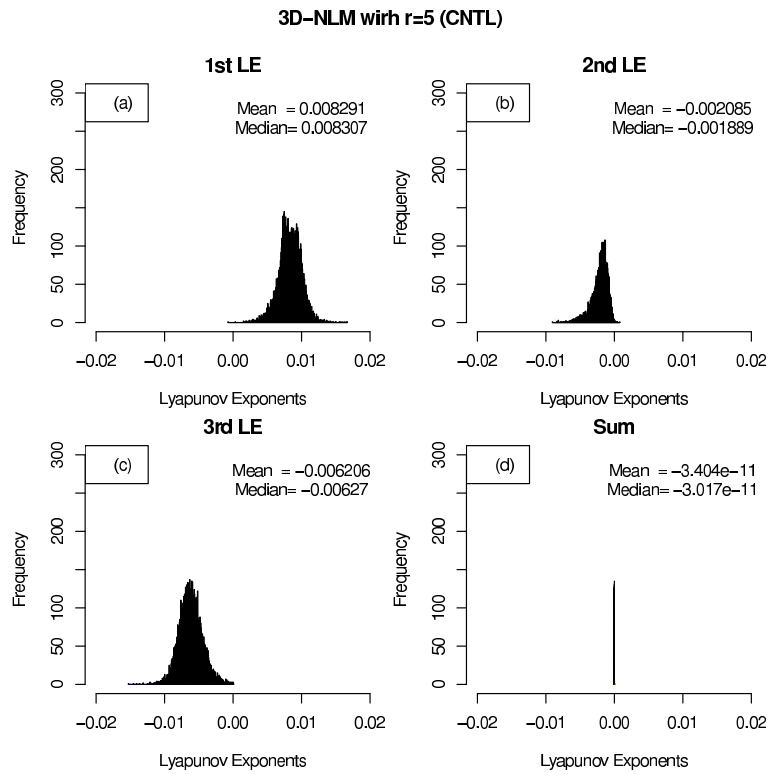 3D−NLM wirh r=5 (CNTL)
1st LE
(a)
Mean = 0.008291
Median= 0.008307
Frequency
0 50 100 200 300
−0.02 −0.01 0.00 0.01 0.02
Lyapunov Exponents
2nd LE
(b)
Mean = −0.002085
Median= −0.001889
Frequency
0 50 100 200 300
−0.02 −0.01 0.00 0.01 0.02
Lyapunov Exponents
3rd LE
(c)
Mean = −0.006206
Median= −0.00627
Frequency
0 50 100 200 300
−0.02 −0.01 0.00 0.01 0.02
Lyapunov Exponents
Sum
(d)
Mean = −3.404e−11
Median= −3.017e−11
Frequency
0 50 100 200 300
−0.02 −0.01 0.00 0.01 0.02
Lyapunov Exponents